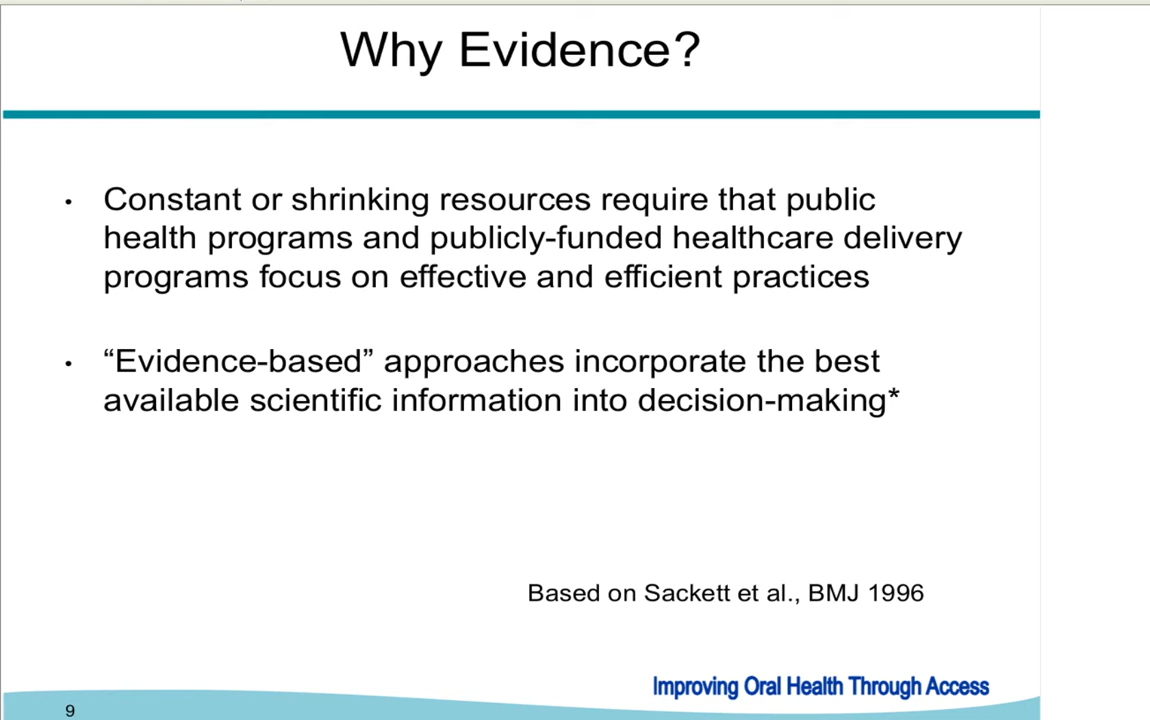 Why Evidence?
• Constant or shrinking resources require that public
health programs and publicly-funded healthcare delivery
programs focus on effective and efficient practices
• “Evidence-based” approaches incorporate the best
available scientific information into decision-making*
Based on Sackett et al., BMJ 1996
Improving Oral Health Through Access
9